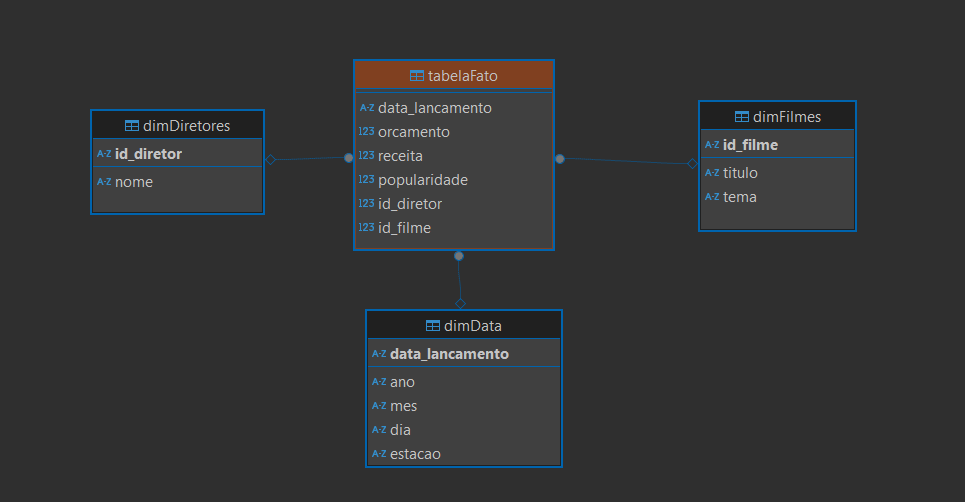 tabelaFato
A-Z data_lancamento
123 orcamento
123 receita
123 popularidade
123 id_diretor
123 id_filme
dimDiretores
A-Z id_diretor
A-Z nome
dimFilmes
A-Z id_filme
A-Z titulo
A-Z tema
dimData
A-Z data_lancamento
A-Z ano
A-Z mes
A-Z dia
A-Z estacao